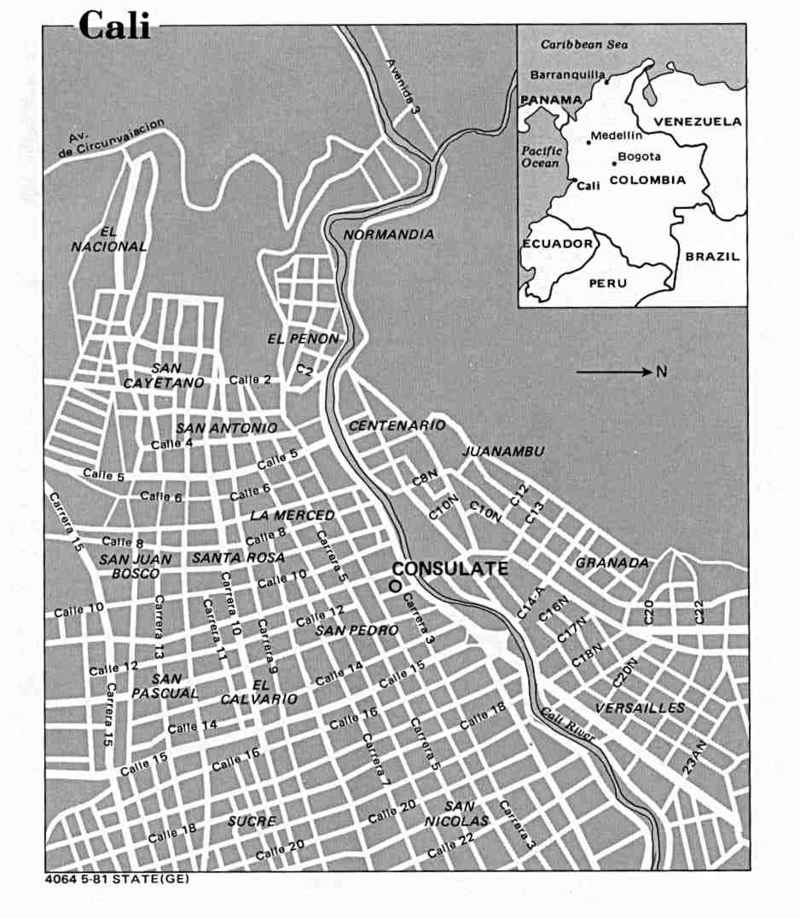 Cali
Caribbean Sea
Barranquilla
PANAMA
VENEZUELA
Medellin
Pacific
Ocean
Bogota
Cali
COLOMBIA
ECUADOR
BRAZIL
PERU
Avenida 3
Av.
de Circunvalacion
EL
NACIONAL
NORMANDIA
EL PEÑON
C2
N
SAN
CAYETANO
Calle 2
SAN ANTONIO
CENTENARIO
Calle 4
JUANAMBU
Calle 5
Calle 5
C8N
Calle 6
Calle 6
C12
C10N
C10N
C13
Carrera 15
LA MERCED
Calle 8
Calle 8
Carrera 5
SAN JUAN
BOSCO
SANTA ROSA
GRANADA
CONSULATE
Calle 10
Calle 10
C14-A
C16N
C20
C22
Carrera 13
Carrera 11
Carrera 10
Carrera 9
Calle 12
Carrera 3
SAN PEDRO
C17N
C18N
Calle 12
SAN
PASCUAL
EL
CALVARIO
Calle 14
Calle 15
C20N
Carrera 15
VERSAILLES
Calle 14
Calle 16
Calle 18
Cali River
Calle 15
Calle 16
Carrera 7
Carrera 5
23AN
SUCRE
Calle 18
Calle 20
SAN
NICOLAS
Carrera 3
Calle 20
Calle 22
4064 5-81 STATE(GE)